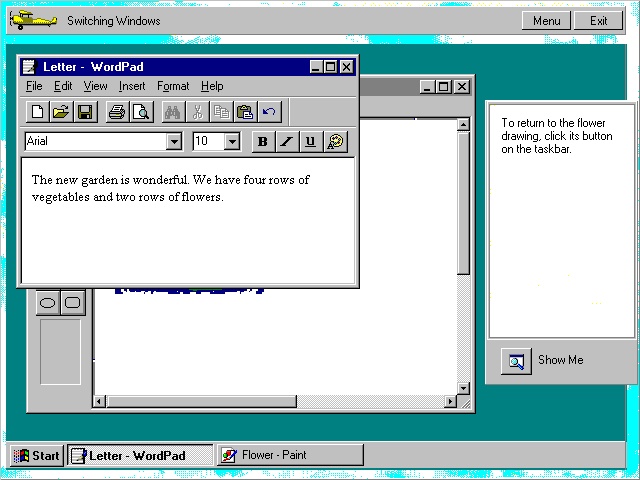 Switching Windows
Menu
Exit
Letter - WordPad
File Edit View Insert Format Help
Arial
10
B I U
The new garden is wonderful. We have four rows of
vegetables and two rows of flowers.
To return to the flower
drawing, click its button
on the taskbar.
Show Me
Start
Letter - WordPad
Flower - Paint